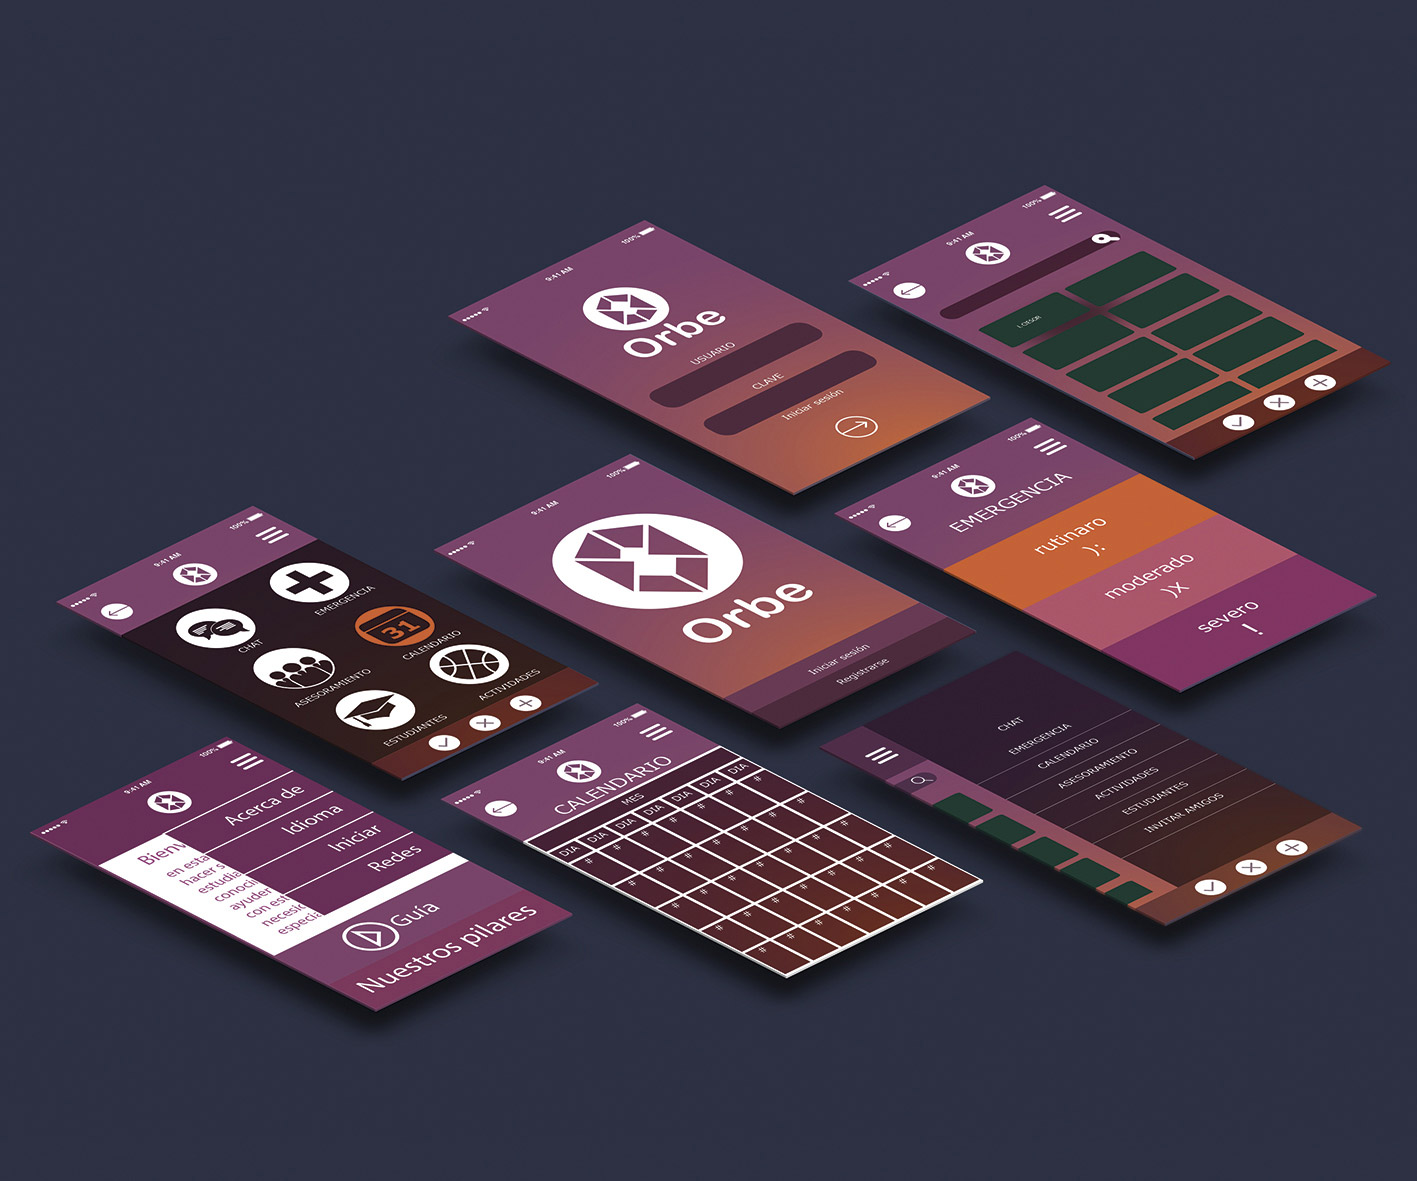 9:41 AM
100%
Orbe
USUARIO
CLAVE
Iniciar sesión
9:41 AM
100%
9:41 AM
100%
Orbe
Iniciar sesión
Registrarse
9:41 AM
100%
EMERGENCIA
rutinaro
):
moderado
)x
severo
!
9:41 AM
100%
EMERGENCIA
CHAT
31
CALENDARIO
ASESORAMIENTO
ACTIVIDADES
ESTUDIANTES
9:41 AM
100%
Acerca de
Idioma
Iniciar
Redes
Bienv
en esta
hacer s
estudia
conoci
ayuder
con est
necesic
especia
Guía
Nuestros pilares
9:41 AM
100%
CALENDARIO
MES
DIA DIA DIA DIA DIA DIA DIA
# # # # # # #
# # # # # # #
# # # # # # #
# # # # # # #
# # # # # # #
CHAT
EMERGENCIA
CALENDARIO
ASESORAMIENTO
ACTIVIDADES
ESTUDIANTES
INVITAR AMIGOS